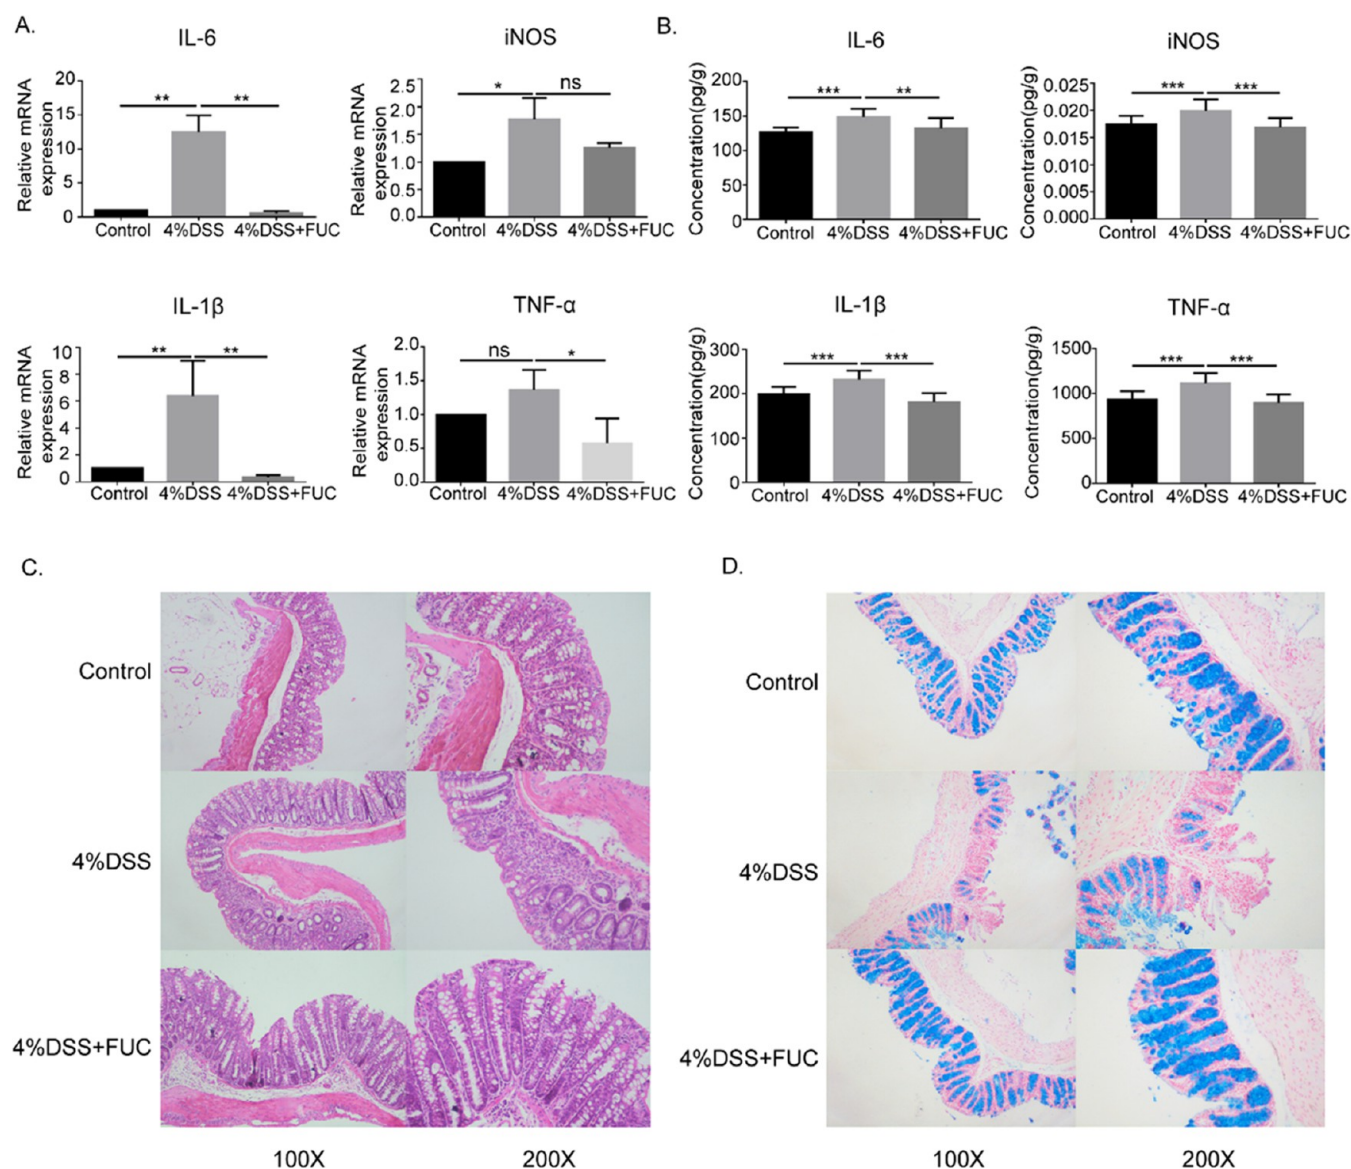 A.
IL-6
Relative mRNA
expression
20
15
10
5
0
** **
Control 4%DSS 4%DSS+FUC
iNOS
Relative mRNA
expression
2.5
2.0
1.5
1.0
0.5
0.0
* ns
Control 4%DSS 4%DSS+FUC
B.
IL-6
Concentration(pg/g)
200
150
100
50
0
*** **
Control 4%DSS 4%DSS+FUC
iNOS
Concentration(pg/g)
0.025
0.020
0.015
0.010
0.005
0.000
*** ***
Control 4%DSS 4%DSS+FUC
IL-1β
Relative mRNA
expression
10
8
6
4
2
0
** **
Control 4%DSS 4%DSS+FUC
TNF-α
Relative mRNA
expression
2.0
1.5
1.0
0.5
0.0
ns *
Control 4%DSS 4%DSS+FUC
IL-1β
Concentration(pg/g)
300
200
100
0
*** ***
Control 4%DSS 4%DSS+FUC
TNF-α
Concentration(pg/g)
1500
1000
500
0
*** ***
Control 4%DSS 4%DSS+FUC
C.
Control
4%DSS
4%DSS+FUC
100X 200X
D.
Control
4%DSS
4%DSS+FUC
100X 200X